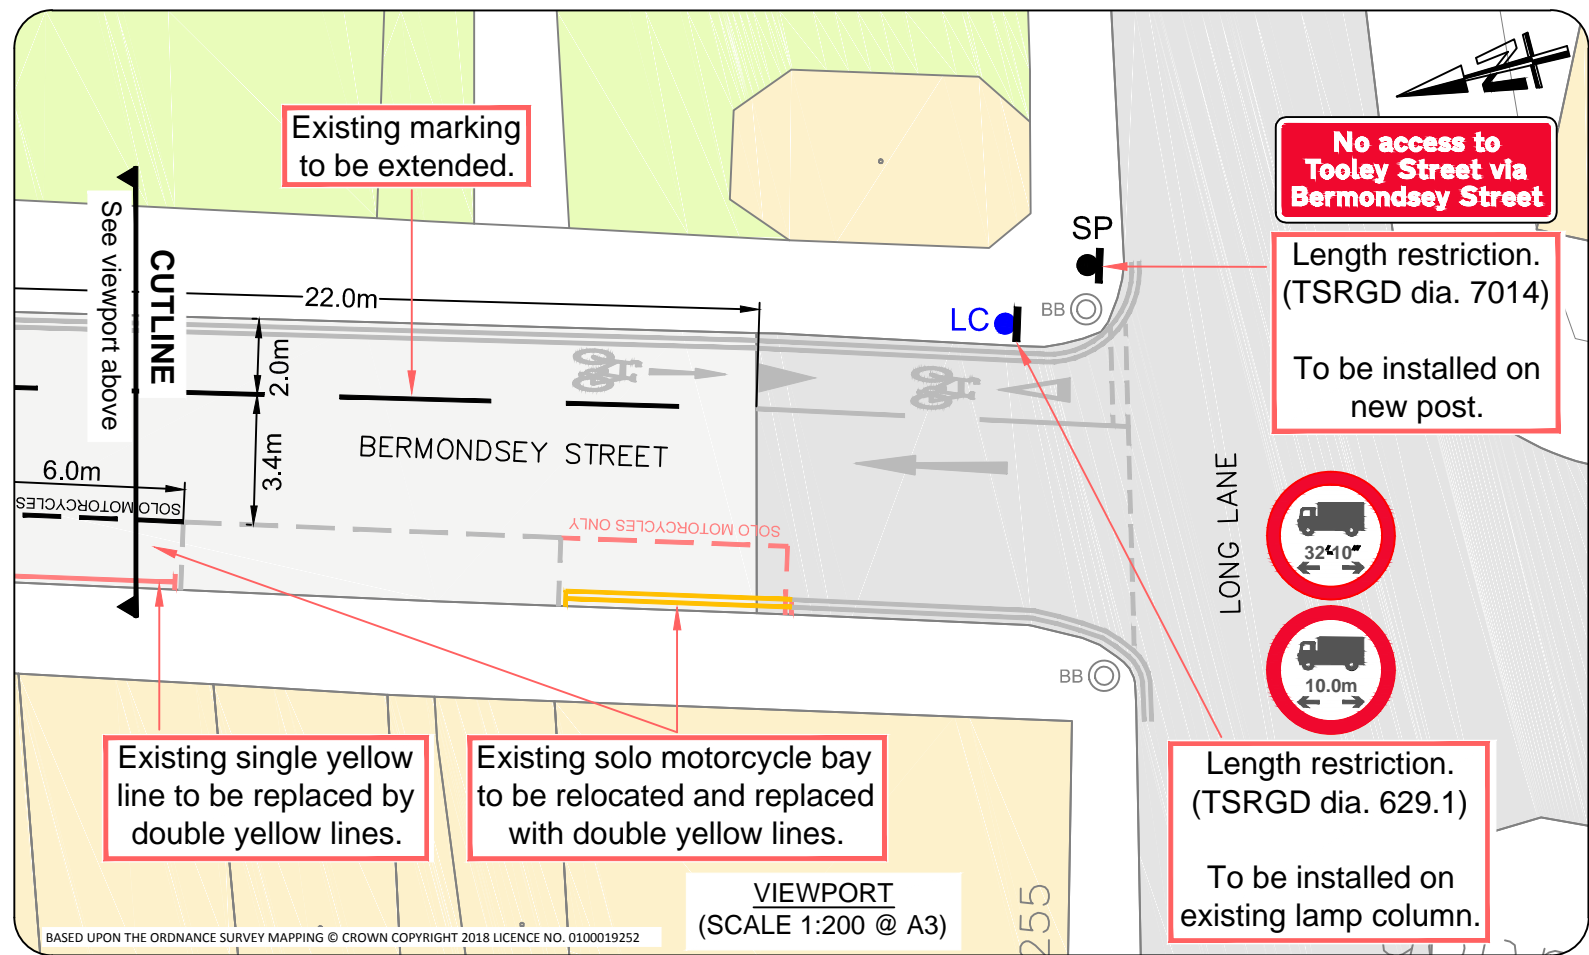 Existing marking
to be extended.
N
No access to
Tooley Street via
Bermondsey Street
SP
Length restriction.
(TSRGD dia. 7014)
To be installed on
new post.
See viewport above
CUTLINE
22.0m
LC
BB
2.0m
3.4m
BERMONDSEY STREET
6.0m
SOLO MOTORCYCLES
SOLO MOTORCYCLES ONLY
LONG LANE
32'10"
10.0m
BB
Existing single yellow
line to be replaced by
double yellow lines.
Existing solo motorcycle bay
to be relocated and replaced
with double yellow lines.
Length restriction.
(TSRGD dia. 629.1)
To be installed on
existing lamp column.
VIEWPORT
(SCALE 1:200 @ A3)
255
BASED UPON THE ORDNANCE SURVEY MAPPING © CROWN COPYRIGHT 2018 LICENCE NO. 0100019252